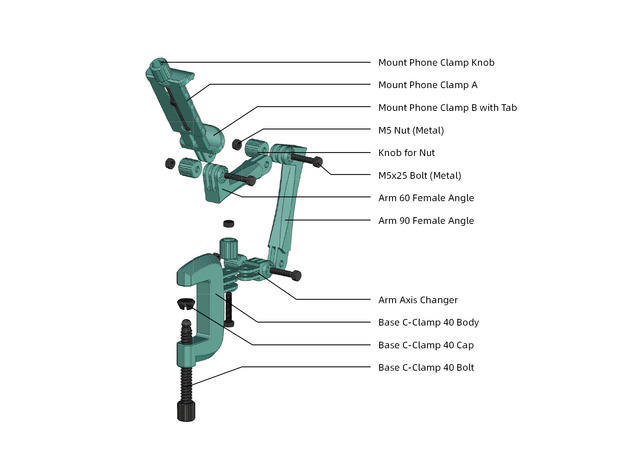 Mount Phone Clamp Knob
Mount Phone Clamp A
Mount Phone Clamp B with Tab
M5 Nut (Metal)
Knob for Nut
M5x25 Bolt (Metal)
Arm 60 Female Angle
Arm 90 Female Angle
Arm Axis Changer
Base C-Clamp 40 Body
Base C-Clamp 40 Cap
Base C-Clamp 40 Bolt